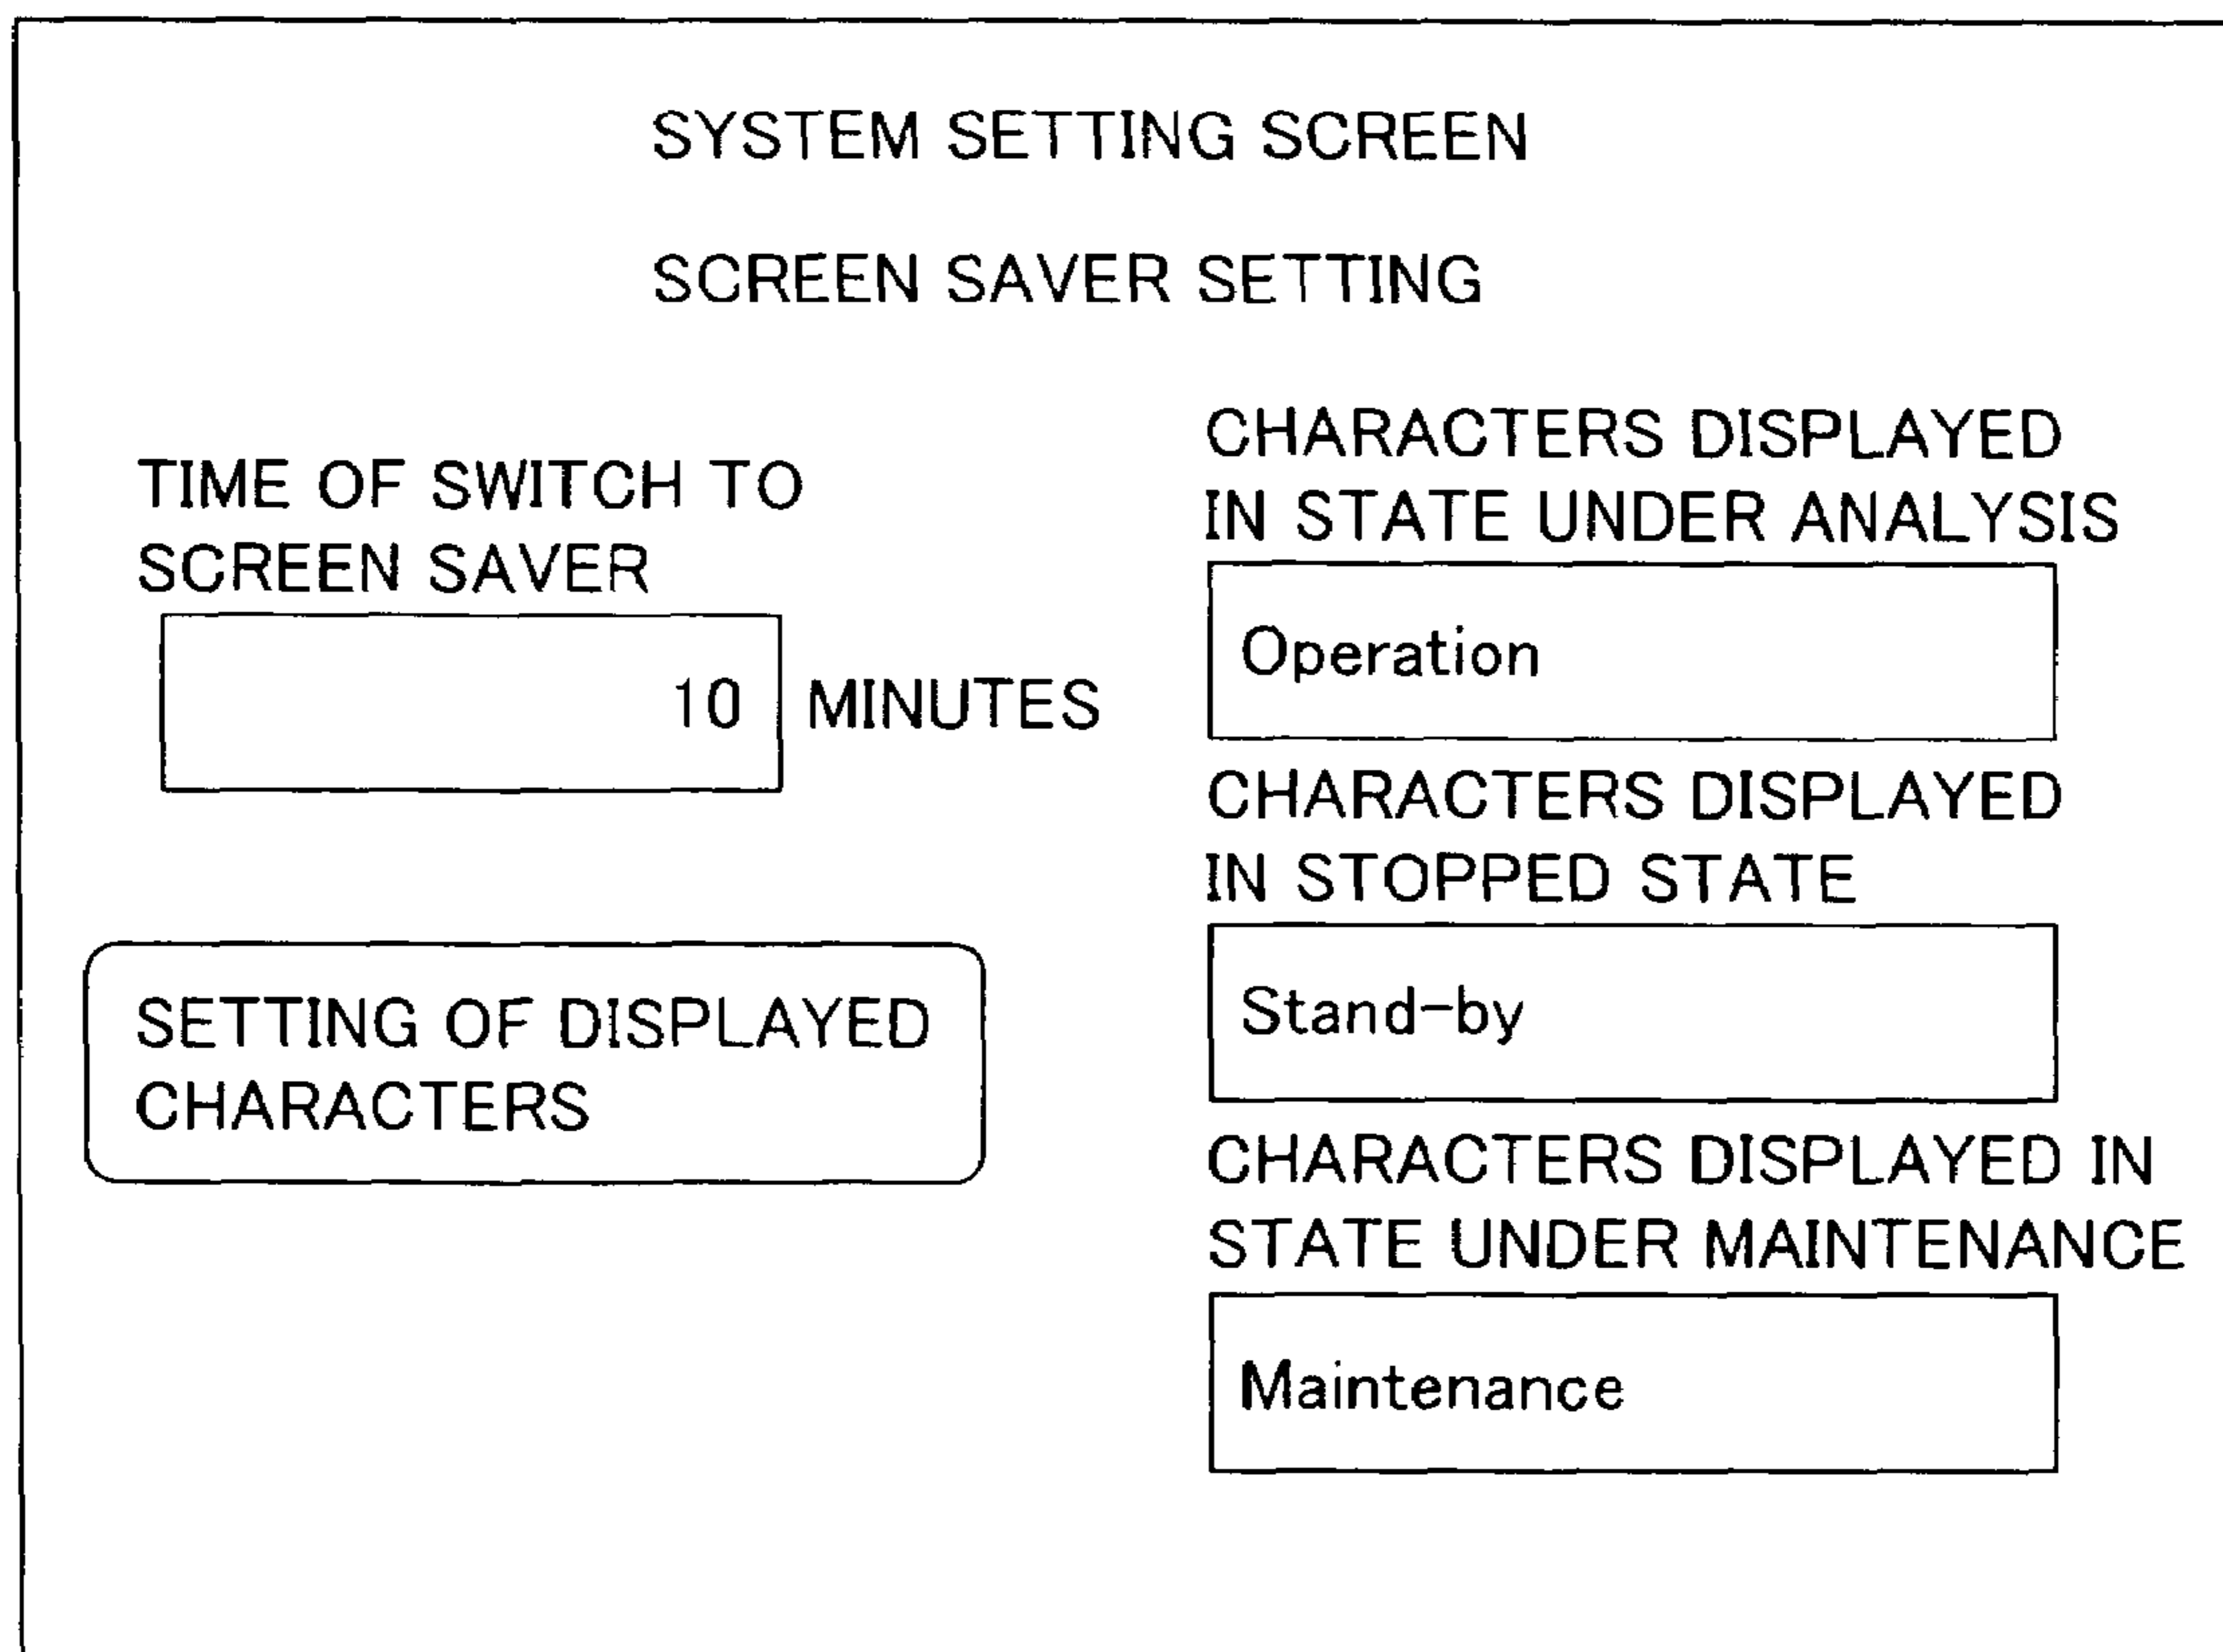 SYSTEM SETTING SCREEN
SCREEN SAVER SETTING
TIME OF SWITCH TO
SCREEN SAVER
10 MINUTES
SETTING OF DISPLAYED
CHARACTERS
CHARACTERS DISPLAYED
IN STATE UNDER ANALYSIS
Operation
CHARACTERS DISPLAYED
IN STOPPED STATE
Stand-by
CHARACTERS DISPLAYED IN
STATE UNDER MAINTENANCE
Maintenance